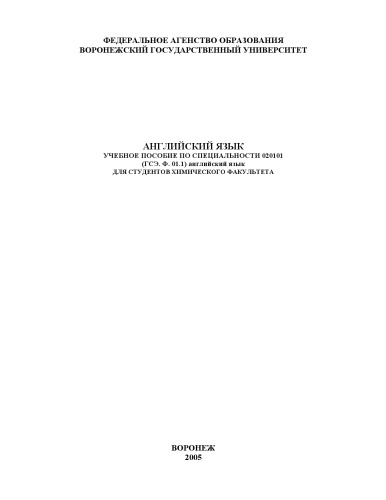 ФЕДЕРАЛЬНОЕ АГЕНСТВО ОБРАЗОВАНИЯ
ВОРОНЕЖСКИЙ ГОСУДАРСТВЕННЫЙ УНИВЕРСИТЕТ
АНГЛИЙСКИЙ ЯЗЫК
УЧЕБНОЕ ПОСОБИЕ ПО СПЕЦИАЛЬНОСТИ 020101
(ГСЭ. Ф. 01.1) английский язык
ДЛЯ СТУДЕНТОВ ХИМИЧЕСКОГО ФАКУЛЬТЕТА
ВОРОНЕЖ
2005